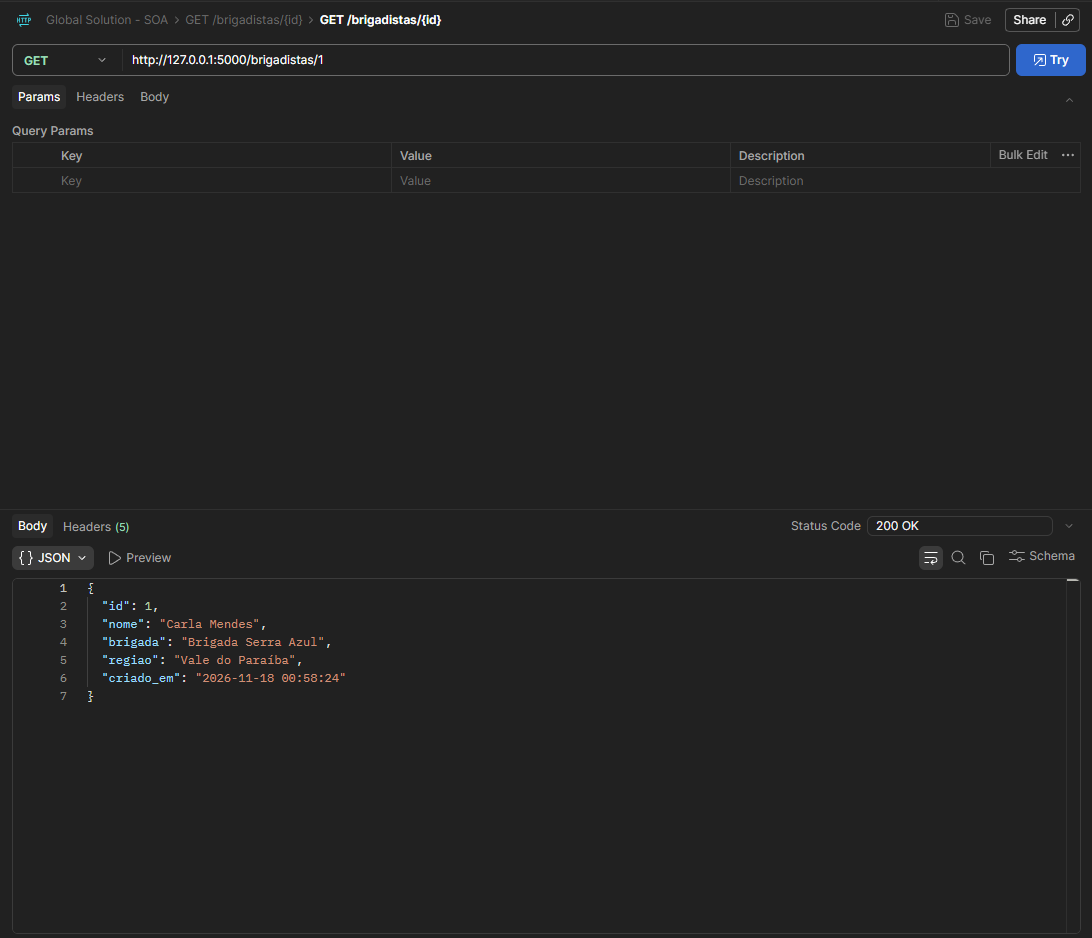 HTTP Global Solution - SOA > GET /brigadistas/{id} > GET /brigadistas/{id} Save Share
GET http://127.0.0.1:5000/brigadistas/1 Try
Params Headers Body
Query Params
Key Value Description Bulk Edit ...
Key Value Description
Body Headers (5) Status Code 200 OK
{ } JSON Preview Schema
1 {
2 "id": 1,
3 "nome": "Carla Mendes",
4 "brigada": "Brigada Serra Azul",
5 "regiao": "Vale do Paraíba",
6 "criado_em": "2026-11-18 00:58:24"
7 }